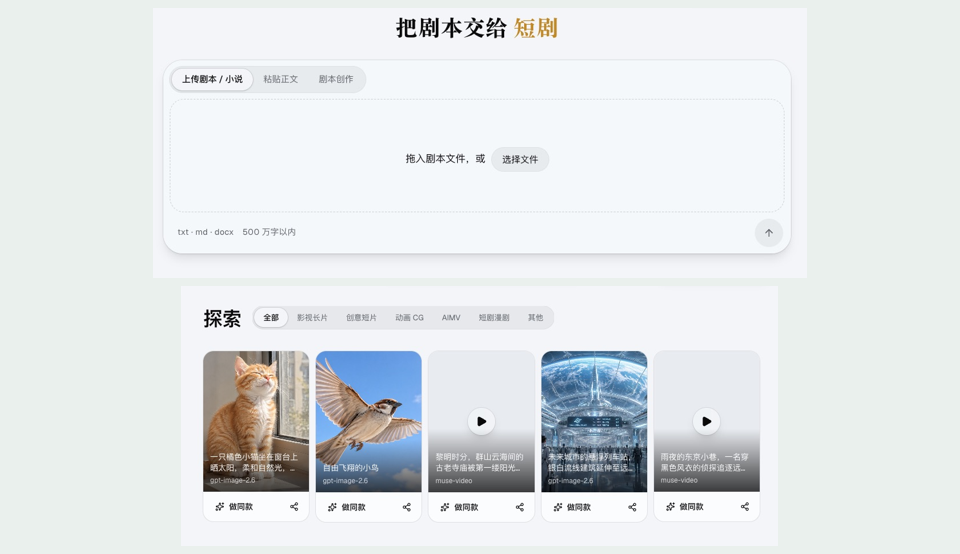 把剧本交给 短剧
上传剧本 / 小说 粘贴正文 剧本创作
拖入剧本文件，或 选择文件
txt · md · docx 500 万字以内
探索 全部 影视长片 创意短片 动画 CG AIMV 短剧漫剧 其他
一只橘色小猫坐在窗台上
晒太阳，柔和自然光，...
gpt-image-2.6
做同款
自由飞翔的小鸟
gpt-image-2.6
做同款
黎明时分，群山云海间的
古老寺庙被第一缕阳光...
muse-video
做同款
未来城市的悬浮列车站，
银白流线建筑延伸至远...
gpt-image-2.6
做同款
雨夜的东京小巷，一名穿
黑色风衣的侦探追逐远...
muse-video
做同款